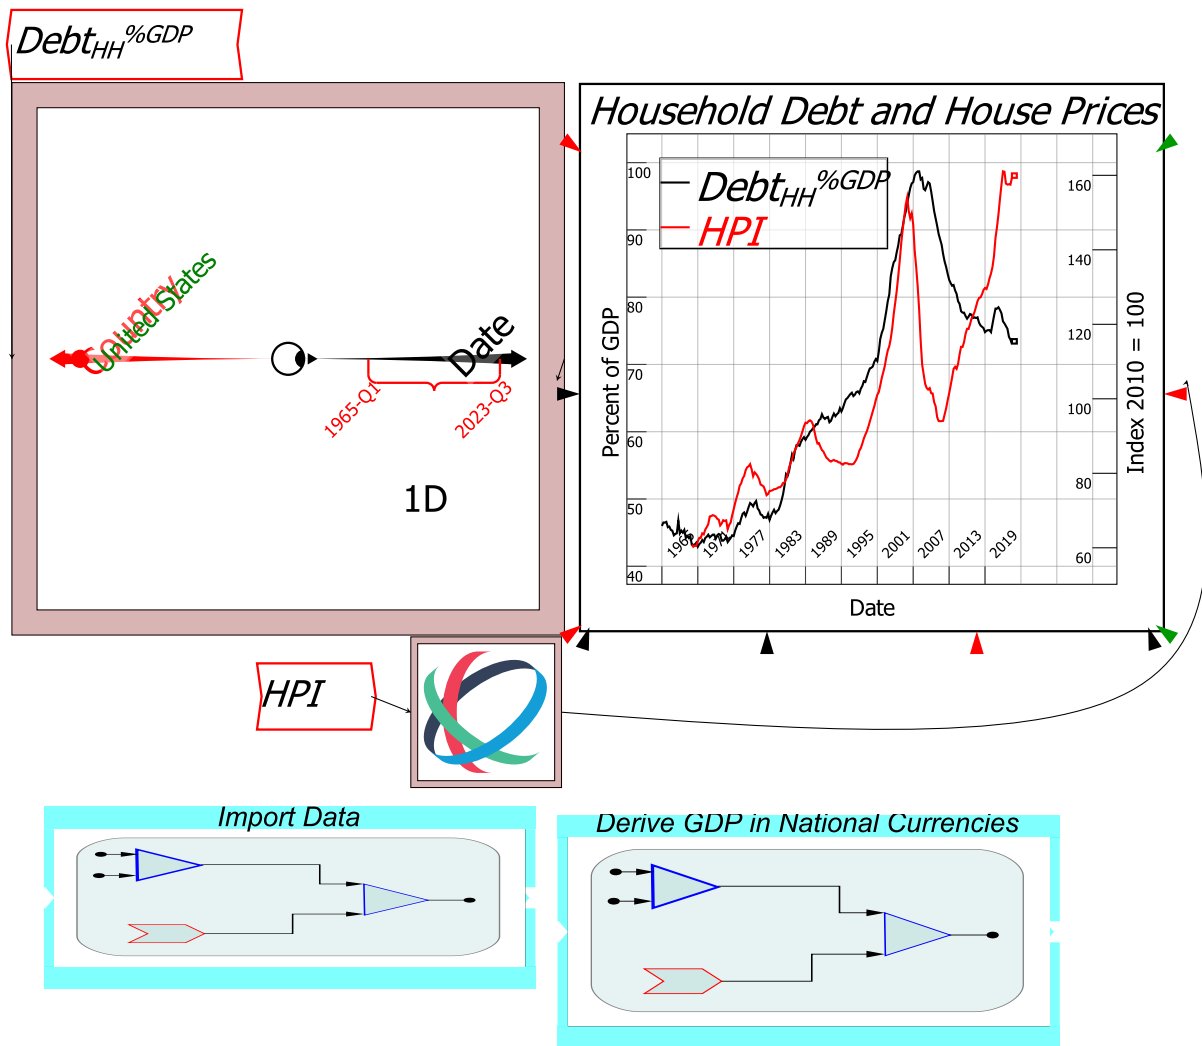 Debt_HH^%GDP
Country
United States
Date
1965-Q1
2023-Q3
1D
Household Debt and House Prices
Debt_HH^%GDP
HPI
100
90
80
70
60
50
40
Percent of GDP
160
140
120
100
80
60
Index 2010 = 100
1977
1983
1989
1995
2001
2007
2013
2019
Date
HPI
Import Data
Derive GDP in National Currencies